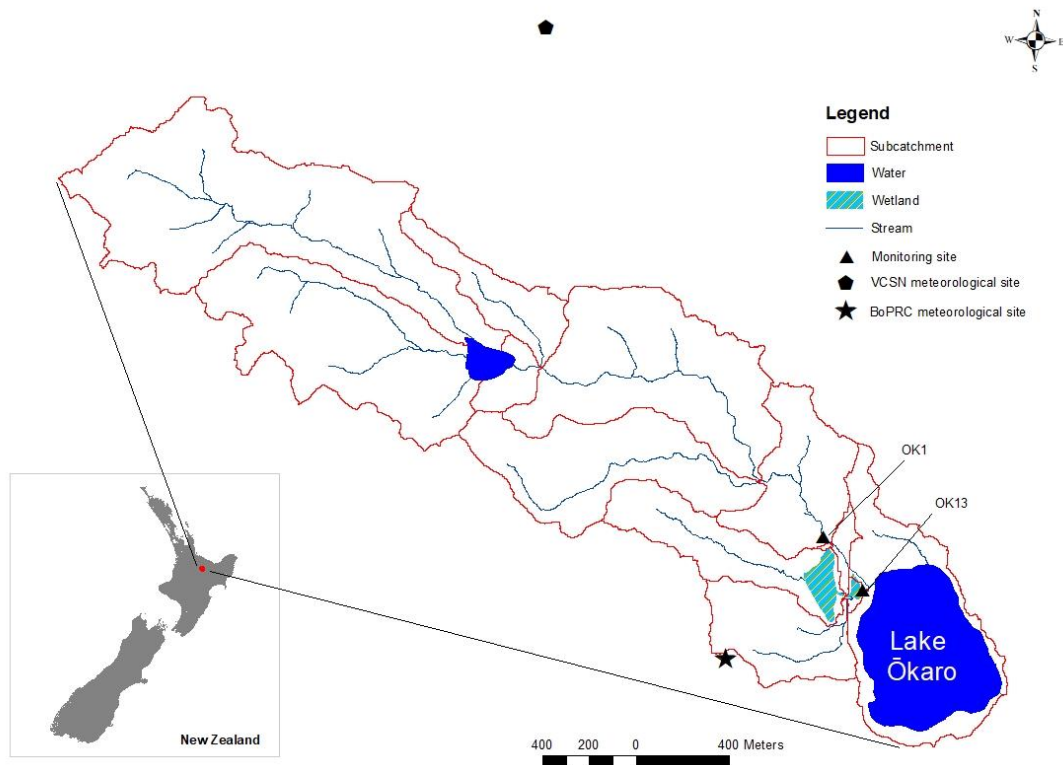 N
W E
S
Legend
Subcatchment
Water
Wetland
Stream
Monitoring site
VCSN meteorological site
BoPRC meteorological site
OK1
OK13
Lake
Ōkaro
New Zealand
400 200 0 400 Meters